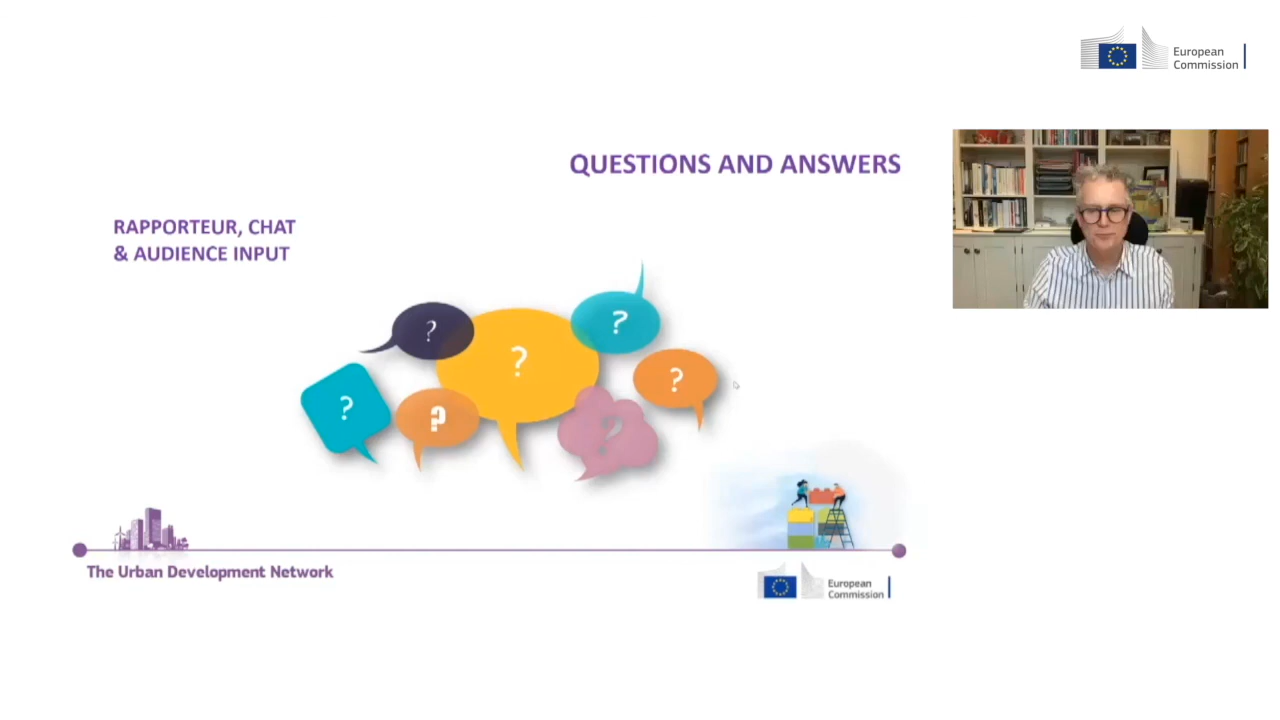 European
Commission
QUESTIONS AND ANSWERS
RAPPORTEUR, CHAT
& AUDIENCE INPUT
?
?
?
?
?
?
?
The Urban Development Network
European
Commission